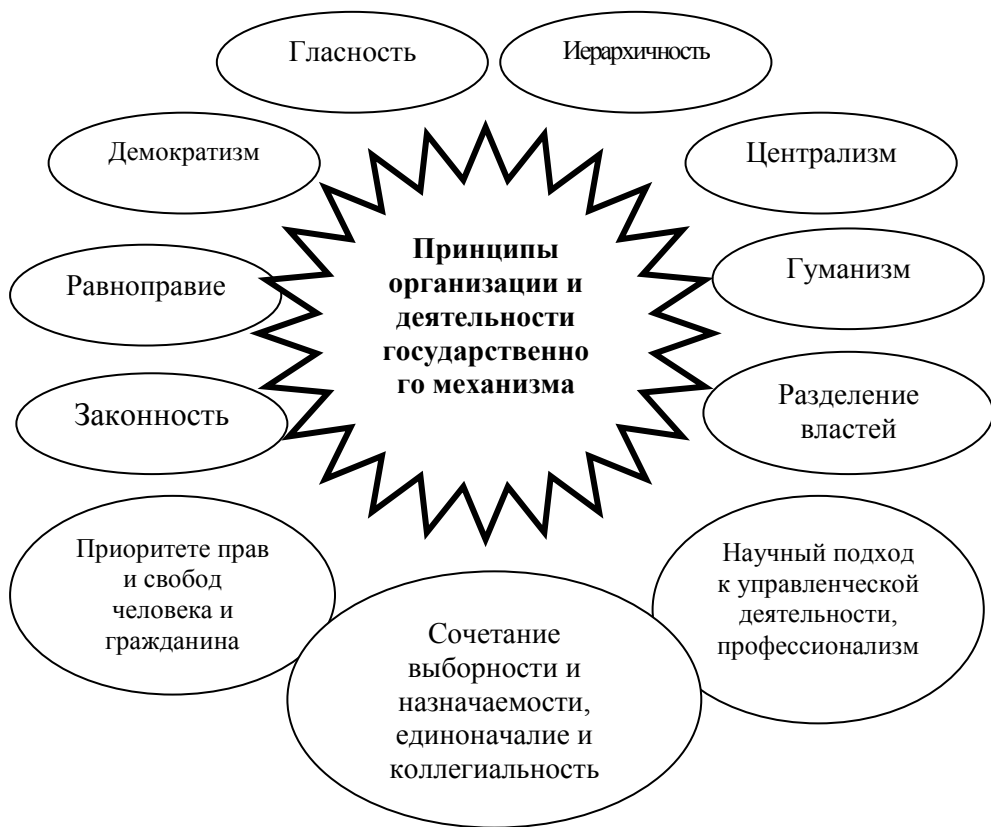 Гласность
Иерархичность
Демократизм
Централизм
Принципы
организации и
деятельности
государственно
го механизма
Равноправие
Гуманизм
Законность
Разделение
властей
Приоритете прав
и свобод
человека и
гражданина
Научный подход
к управленческой
деятельности,
профессионализм
Сочетание
выборности и
назначаемости,
единоначалие и
коллегиальность